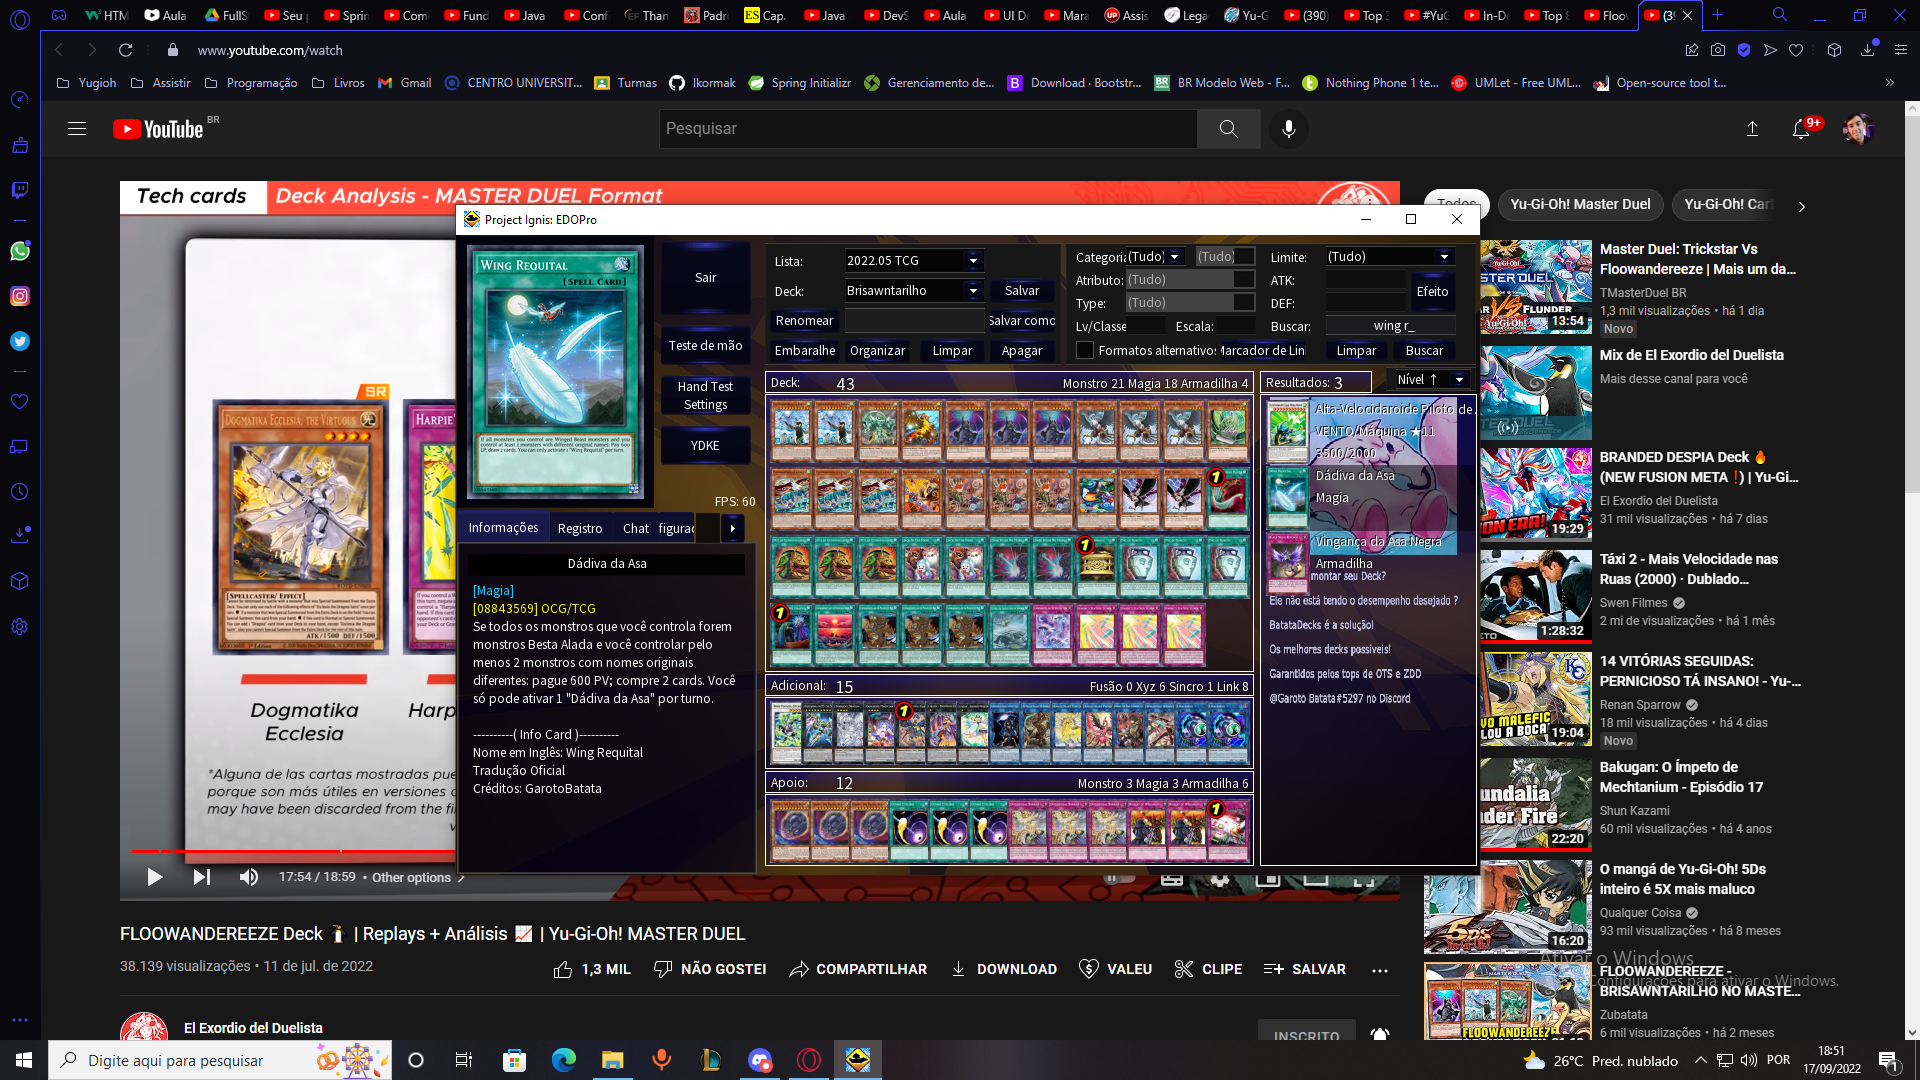 HTM
Aula
FullS
Seu
Sprin
Com
Fund
Java
Conf
Than
Padr
Cap.
Java
DevS
Aula
UI De
Mara
Assis
Lega
Yu-G
(390)
Top
#YuG
In-De
Top 8
Floov
www.youtube.com/watch
Yugioh
Assistir
Programação
Livros
Gmail
CENTRO UNIVERSIT...
Turmas
Ikormak
Spring Initializr
Gerenciamento de...
Download · Bootstr...
BR Modelo Web - F...
Nothing Phone 1 te...
UMLet - Free UML...
Open-source tool t...
YouTube BR
Pesquisar
9+
Tech cards
Deck Analysis - MASTER DUEL Format
Todos
Yu-Gi-Oh! Master Duel
Yu-Gi-Oh! Car
Project Ignis: EDOPro
WING REQUITAL
[SPELL CARD]
If all monsters you control are Winged Beast monsters and you control at least 2 monsters with different original names: Pay 600 LP; draw 2 cards. You can only activate 1 "Wing Requital" per turn.
Sair
Teste de mão
Hand Test
Settings
YDKE
FPS: 60
Lista:
2022.05 TCG
Deck:
Brisawntarilho
Salvar
Renomear
Salvar como
Embaralhe
Organizar
Limpar
Apagar
Categoria
(Tudo)
(Tudo)
Limite:
(Tudo)
Atributo:
(Tudo)
ATK:
Type:
(Tudo)
DEF:
Efeito
Lv/Classe
Escala:
Buscar:
wing r_
Formatos alternativos
Marcador de Link
Limpar
Buscar
Deck:
43
Monstro 21 Magia 18 Armadilha 4
Resultados: 3
Nível ↑
Alta-Velocidaroide Piloto de
VENTO/Máquina ★11
3500/2000
Dádiva da Asa
Magia
Vingança da Asa Negra
Armadilha
montar seu Deck?
Ele não está tendo o desempenho desejado ?
BatataDecks é a solução!
Os melhores decks possíveis!
Garantidos pelos tops de OTS e ZDD
@Garoto Batata#5297 no Discord
Adicional:
15
Fusão 0 Xyz 6 Sincro 1 Link 8
Apoio:
12
Monstro 3 Magia 3 Armadilha 6
Informações
Registro
Chat
figurac
Dádiva da Asa
[Magia]
[08843569] OCG/TCG
Se todos os monstros que você controla forem
monstros Besta Alada e você controlar pelo
menos 2 monstros com nomes originais
diferentes: pague 600 PV; compre 2 cards. Você
só pode ativar 1 "Dádiva da Asa" por turno.
----------( Info Card )----------
Nome em Inglês: Wing Requital
Tradução Oficial
Créditos: GarotoBatata
SR
DOGMATIKA ECCLESIA, THE VIRTUOUS
[SPELLCASTER/ EFFECT]
ATK/1500 DEF/1500
HARPIE'
Dogmatika
Ecclesia
Harp
*Alguna de las cartas mostradas pue
porque son más útiles en versiones
may have been discarded from the fi
17:54 / 18:59 • Other options
FLOOWANDEREEZE Deck 🐧 | Replays + Análisis 📈 | Yu-Gi-Oh! MASTER DUEL
38.139 visualizações • 11 de jul. de 2022
1,3 MIL
NÃO GOSTEI
COMPARTILHAR
DOWNLOAD
VALEU
CLIPE
SALVAR
El Exordio del Duelista
INSCRITO
Master Duel: Trickstar Vs
Floowandereeze | Mais um da...
TMasterDuel BR
1,3 mil visualizações • há 1 dia
Novo
13:54
Mix de El Exordio del Duelista
Mais desse canal para você
BRANDED DESPIA Deck 🔥
(NEW FUSION META❗) | Yu-Gi...
El Exordio del Duelista
31 mil visualizações • há 7 dias
19:29
Táxi 2 - Mais Velocidade nas
Ruas (2000) · Dublado...
Swen Filmes
2 mi de visualizações • há 1 mês
1:28:32
14 VITÓRIAS SEGUIDAS:
PERNICIOSO TÁ INSANO! - Yu-...
Renan Sparrow
18 mil visualizações • há 4 dias
Novo
19:04
Bakugan: O Ímpeto de
Mechtanium - Episódio 17
Shun Kazami
60 mil visualizações • há 4 anos
22:20
O mangá de Yu-Gi-Oh! 5Ds
inteiro é 5X mais maluco
Qualquer Coisa
93 mil visualizações • há 8 meses
16:20
Ativar o Windows
FLOOWANDEREEZE -
Configurações para ativar o Windows.
BRISAWNTARILHO NO MASTE...
Zubatata
6 mil visualizações • há 2 meses
Digite aqui para pesquisar
26°C Pred. nublado
POR
18:51
17/09/2022
1